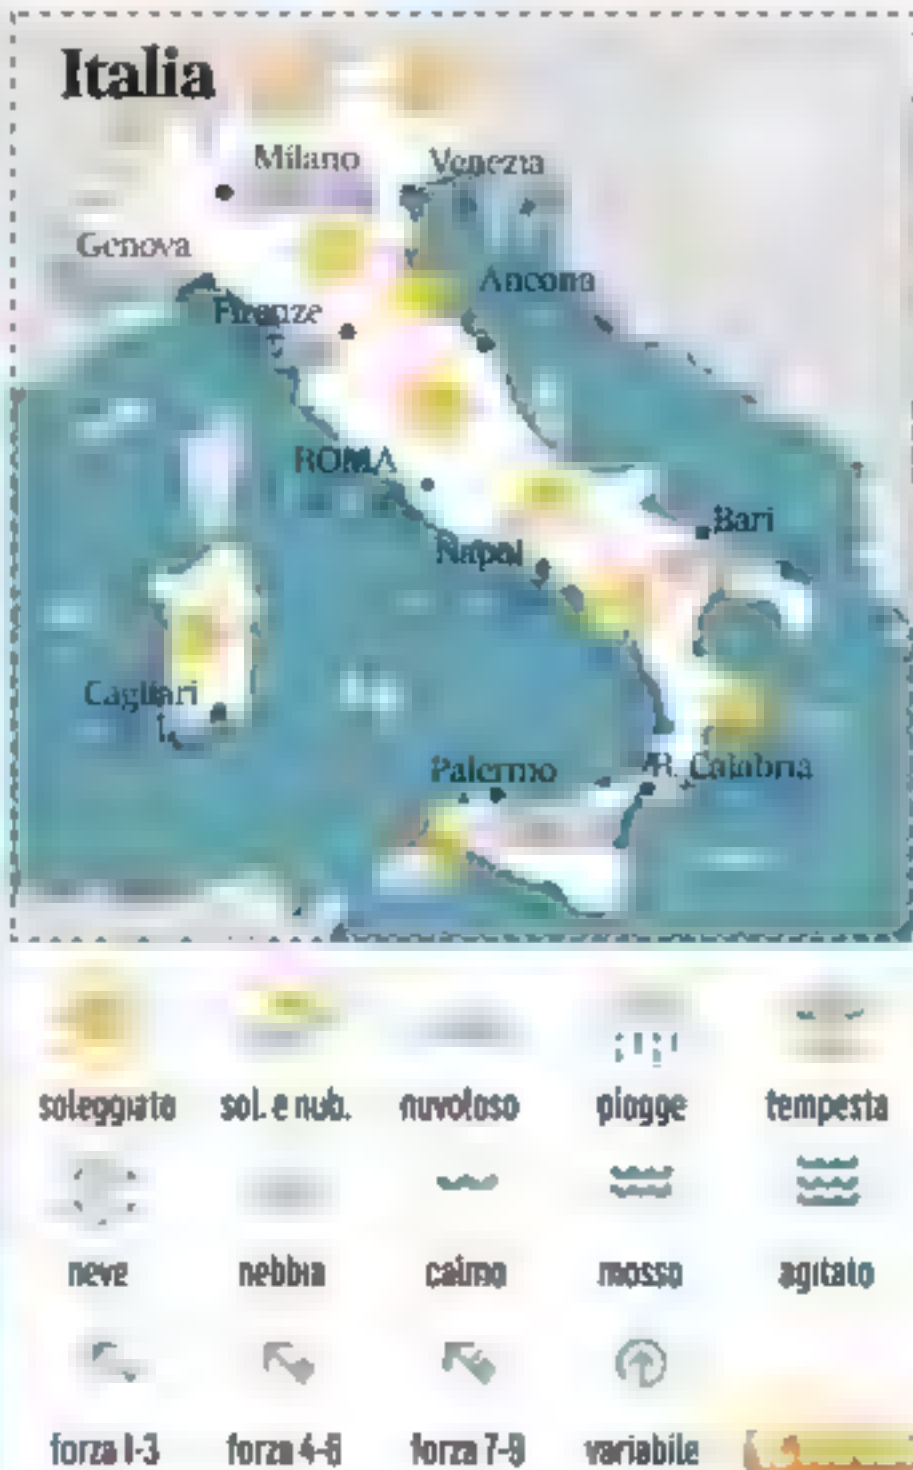 Italia
Milano
Venezia
Genova
Ancona
Firenze
ROMA
Bari
Napol
Cagliari
Palermo
R. Calabria
soleggiato sol. e nub. nuvoloso piogge tempesta
neve nebbia calmo mosso agitato
forza 1-3 forza 4-6 forza 7-9 variabile